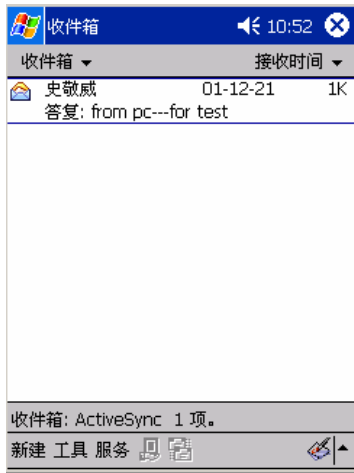 收件箱 10:52
收件箱 接收时间
史敬威 01-12-21 1K
答复: from pc---for test
收件箱: ActiveSync 1 项。
新建 工具 服务